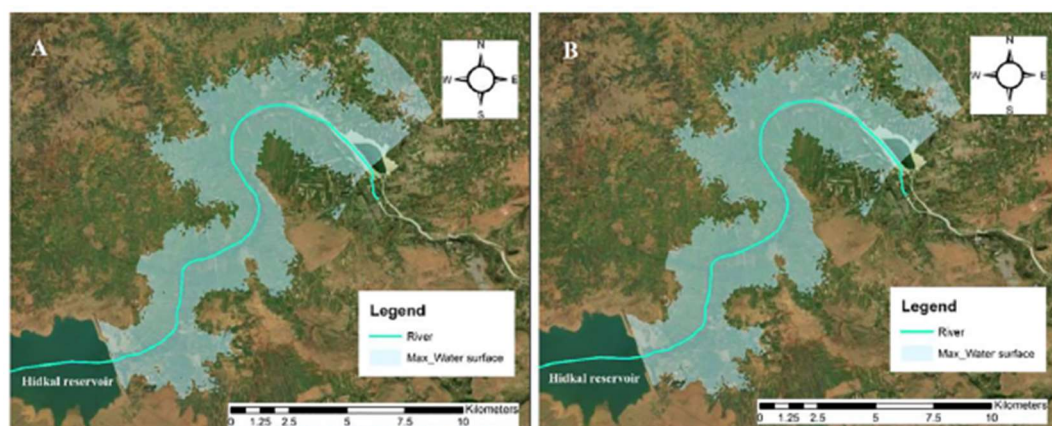 A
N
W E
S
Legend
River
Max_Water surface
Hidkal reservoir
Kilometers
0 1.25 2.5 5 7.5 10
B
N
W E
S
Legend
River
Max_Water surface
Hidkal reservoir
Kilometers
0 1.25 2.5 5 7.5 10